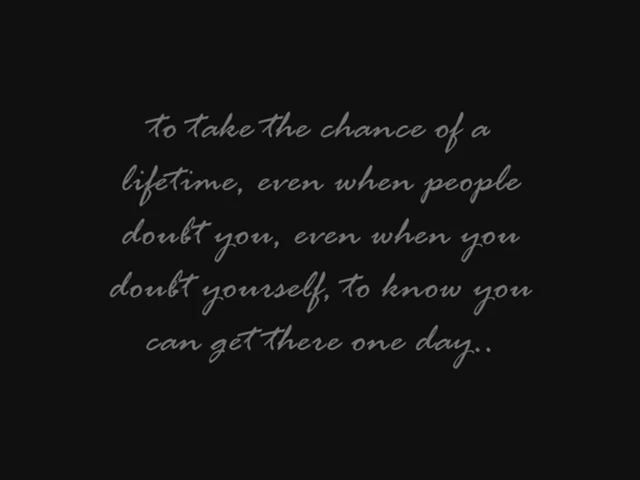 to take the chance of a
lifetime, even when people
doubt you, even when you
doubt yourself, to know you
can get there one day..